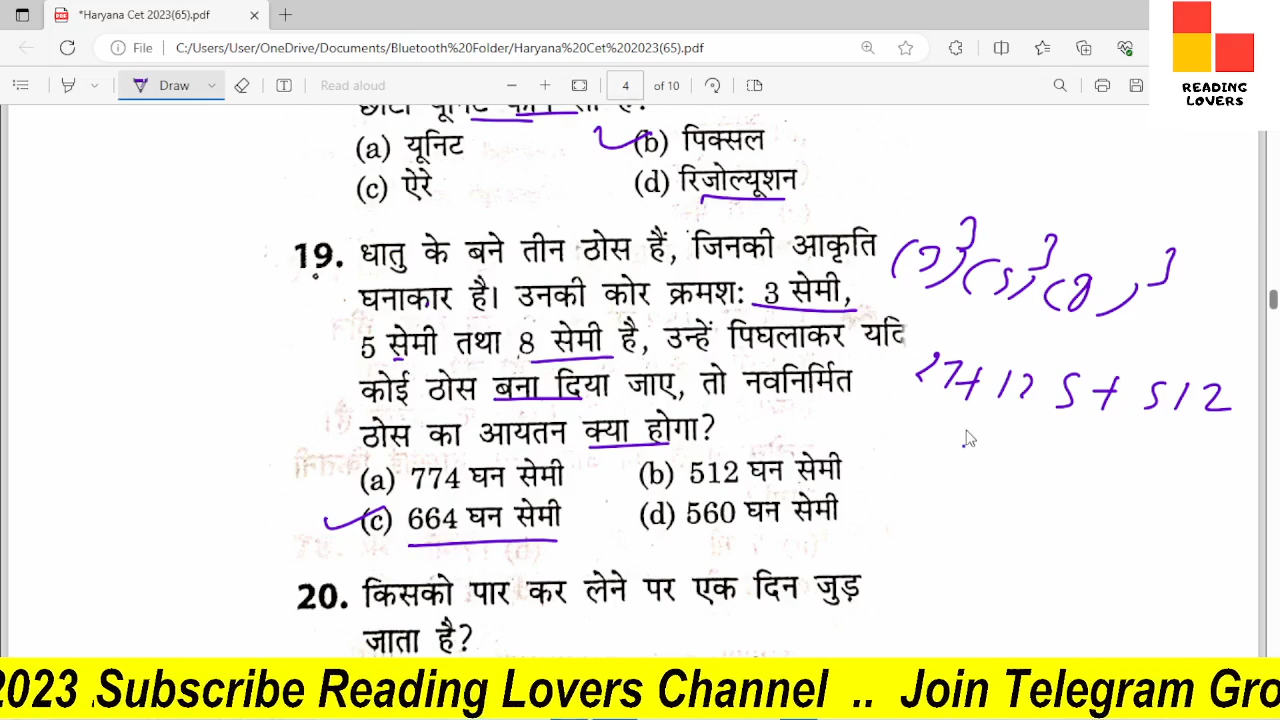 *Haryana Cet 2023(65).pdf
File C:/Users/User/OneDrive/Documents/Bluetooth%20Folder/Haryana%20Cet%202023(65).pdf
Draw Read aloud 4 of 10
READING
LOVERS
(a) यूनिट (b) पिक्सल
(c) ऐरे (d) रिजोल्यूशन
19. धातु के बने तीन ठोस हैं, जिनकी आकृति
घनाकार है। उनकी कोर क्रमश: 3 सेमी,
5 सेमी तथा 8 सेमी है, उन्हें पिघलाकर यदि
कोई ठोस बना दिया जाए, तो नवनिर्मित
ठोस का आयतन क्या होगा?
(a) 774 घन सेमी (b) 512 घन सेमी
(c) 664 घन सेमी (d) 560 घन सेमी
(3)³ (5)³ (8)³
27+125+512
20. किसको पार कर लेने पर एक दिन जुड़
जाता है?
2023 Subscribe Reading Lovers Channel .. Join Telegram Gro